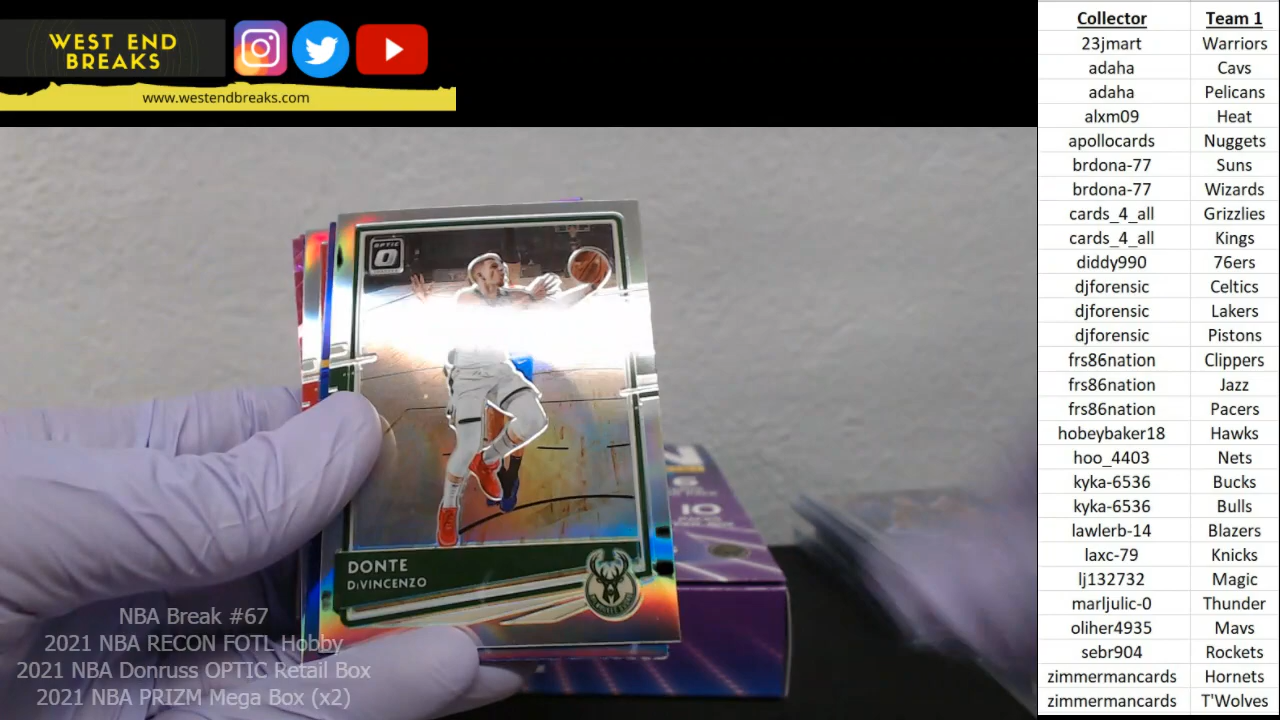 WEST END
BREAKS
www.westendbreaks.com
OPTIC
DONTE
DiVINCENZO
6
10
NBA Break #67
2021 NBA RECON FOTL Hobby
2021 NBA Donruss OPTIC Retail Box
2021 NBA PRIZM Mega Box (x2)
Collector Team 1
23jmart Warriors
adaha Cavs
adaha Pelicans
alxm09 Heat
apollocards Nuggets
brdona-77 Suns
brdona-77 Wizards
cards_4_all Grizzlies
cards_4_all Kings
diddy990 76ers
djforensic Celtics
djforensic Lakers
djforensic Pistons
frs86nation Clippers
frs86nation Jazz
frs86nation Pacers
hobeybaker18 Hawks
hoo_4403 Nets
kyka-6536 Bucks
kyka-6536 Bulls
lawlerb-14 Blazers
laxc-79 Knicks
lj132732 Magic
marljulic-0 Thunder
oliher4935 Mavs
sebr904 Rockets
zimmermancards Hornets
zimmermancards T'Wolves